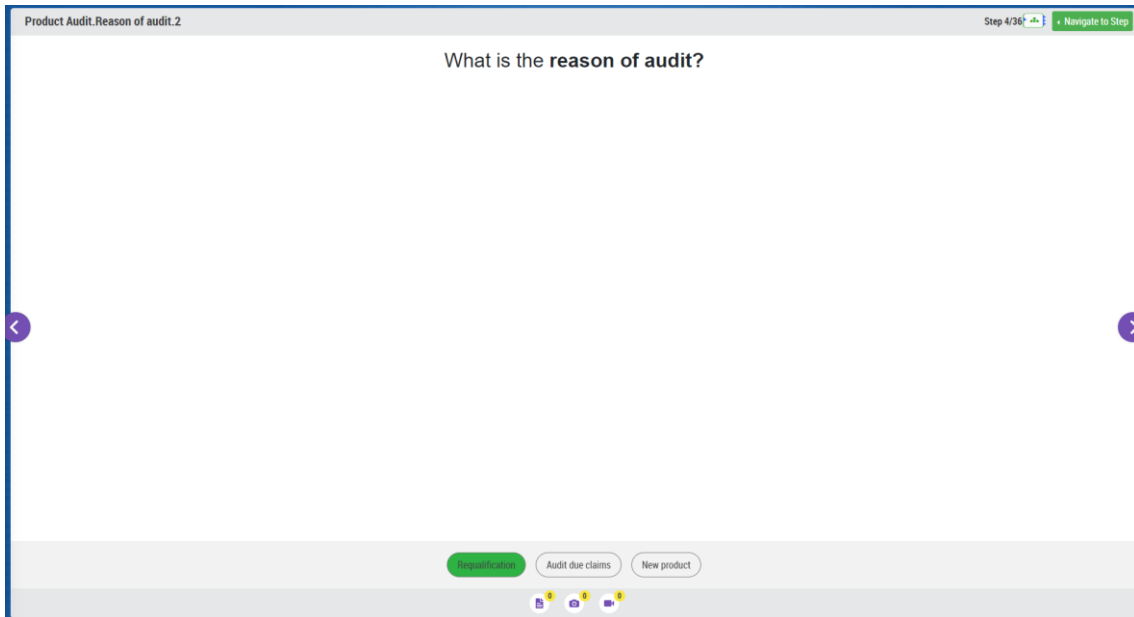 Product Audit.Reason of audit.2
Step 4/36
Navigate to Step
What is the reason of audit?
Requalification
Audit due claims
New product
0
0
0